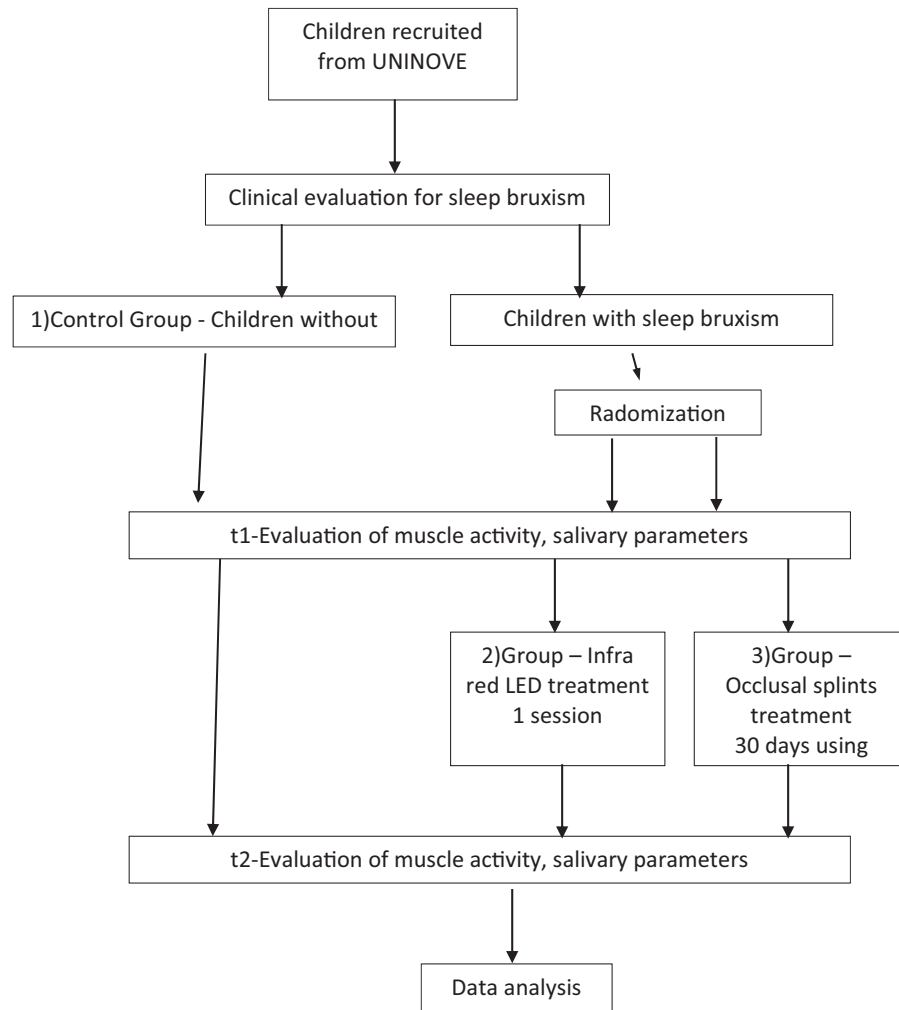 Children recruited
from UNINOVE
Clinical evaluation for sleep bruxism
1)Control Group - Children without
Children with sleep bruxism
Radomization
t1-Evaluation of muscle activity, salivary parameters
2)Group – Infra
red LED treatment
1 session
3)Group –
Occlusal splints
treatment
30 days using
t2-Evaluation of muscle activity, salivary parameters
Data analysis